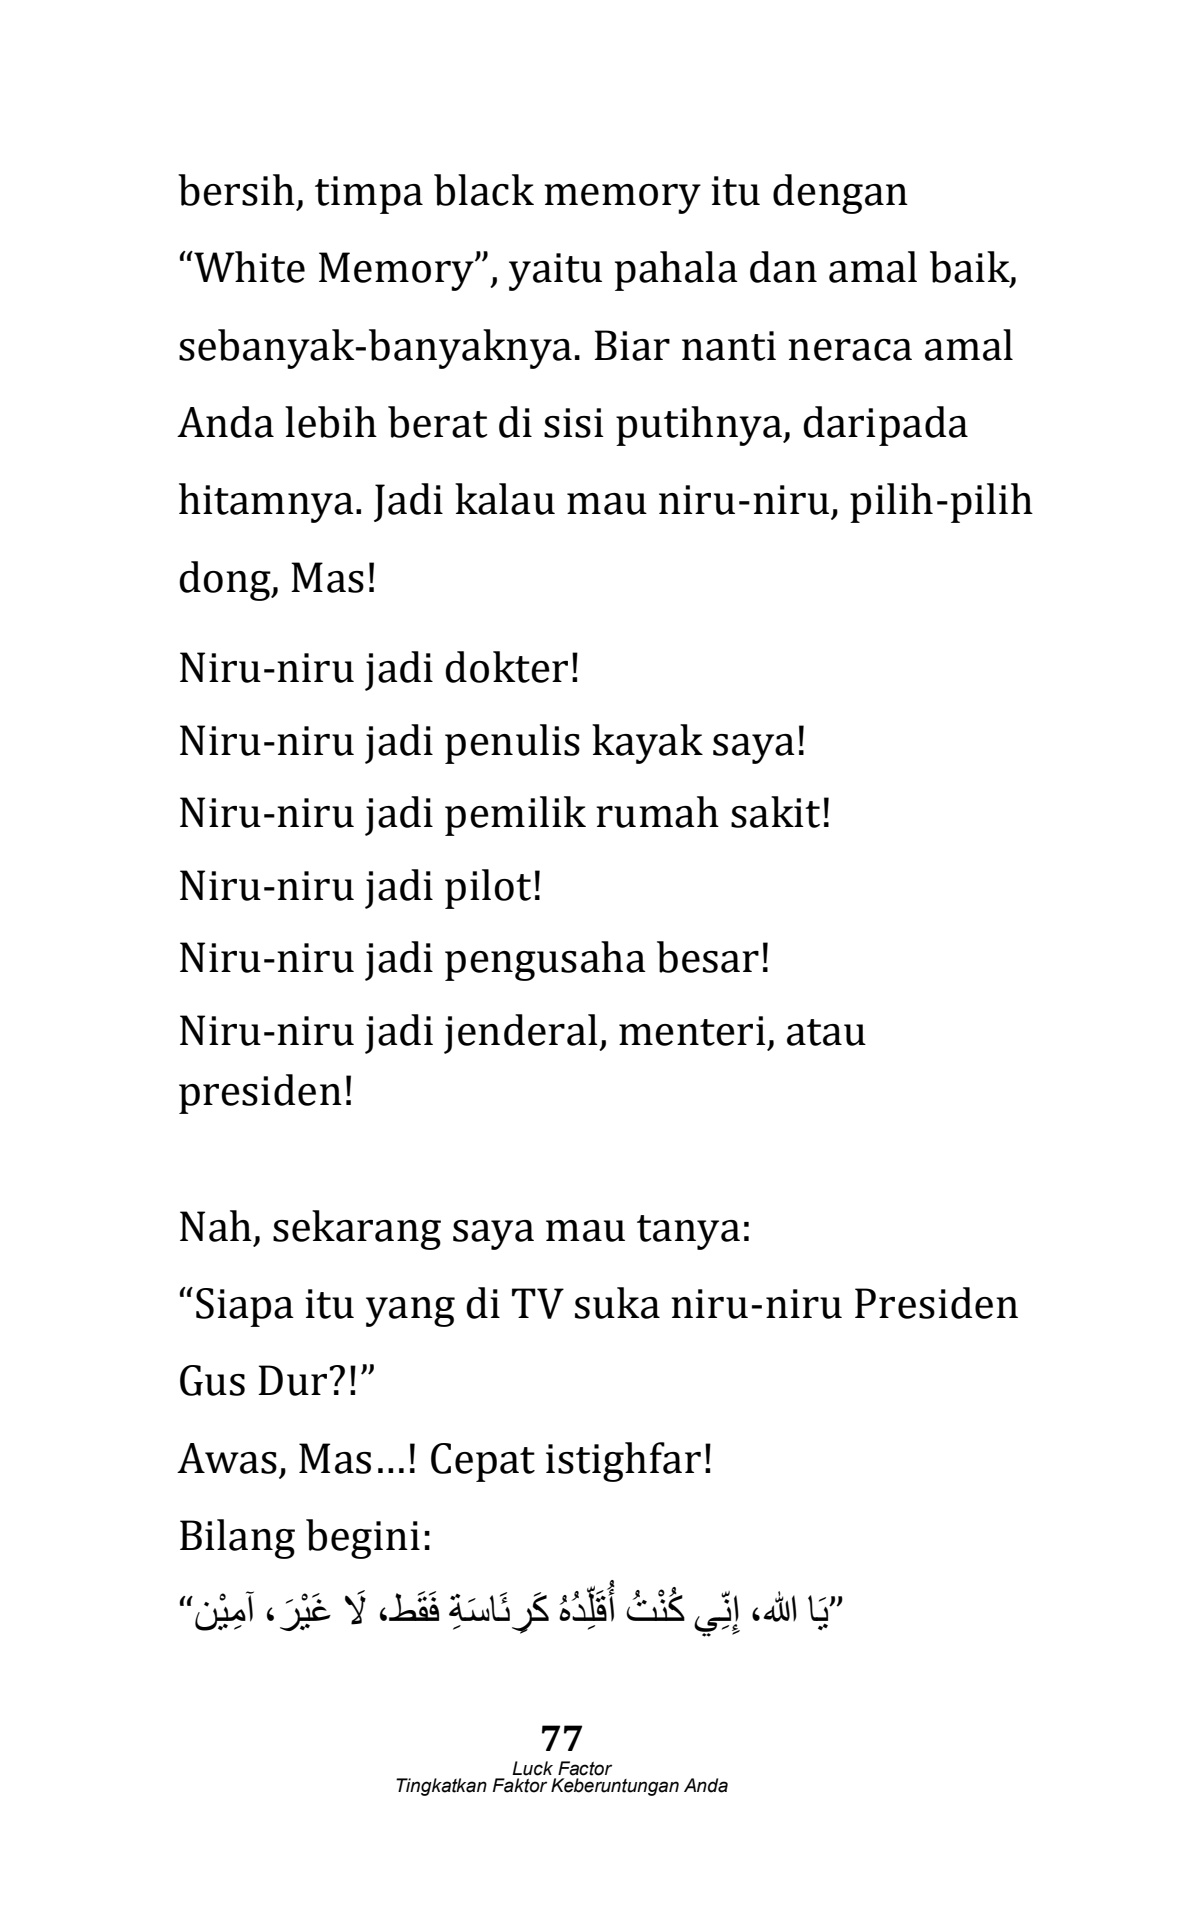 bersih, timpa black memory itu dengan
“White Memory”, yaitu pahala dan amal baik,
sebanyak-banyaknya. Biar nanti neraca amal
Anda lebih berat di sisi putihnya, daripada
hitamnya. Jadi kalau mau niru-niru, pilih-pilih
dong, Mas!
Niru-niru jadi dokter!
Niru-niru jadi penulis kayak saya!
Niru-niru jadi pemilik rumah sakit!
Niru-niru jadi pilot!
Niru-niru jadi pengusaha besar!
Niru-niru jadi jenderal, menteri, atau
presiden!
Nah, sekarang saya mau tanya:
“Siapa itu yang di TV suka niru-niru Presiden
Gus Dur?!”
Awas, Mas…! Cepat istighfar!
Bilang begini:
”يَا الله، إِنِّي كُنْتُ أُقَلِّدُهُ كَرِئَاسَةِ فَقَط، لَا غَيْرَ، آمِيْن“
77
Luck Factor
Tingkatkan Faktor Keberuntungan Anda